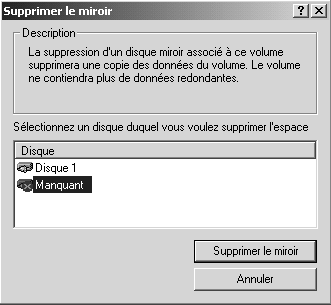 Supprimer le miroir
Description
La suppression d'un disque miroir associé à ce volume
supprimera une copie des données du volume. Le volume
ne contiendra plus de données redondantes.
Sélectionnez un disque duquel vous voulez supprimer l'espace
Disque
Disque 1
Manquant
Supprimer le miroir
Annuler